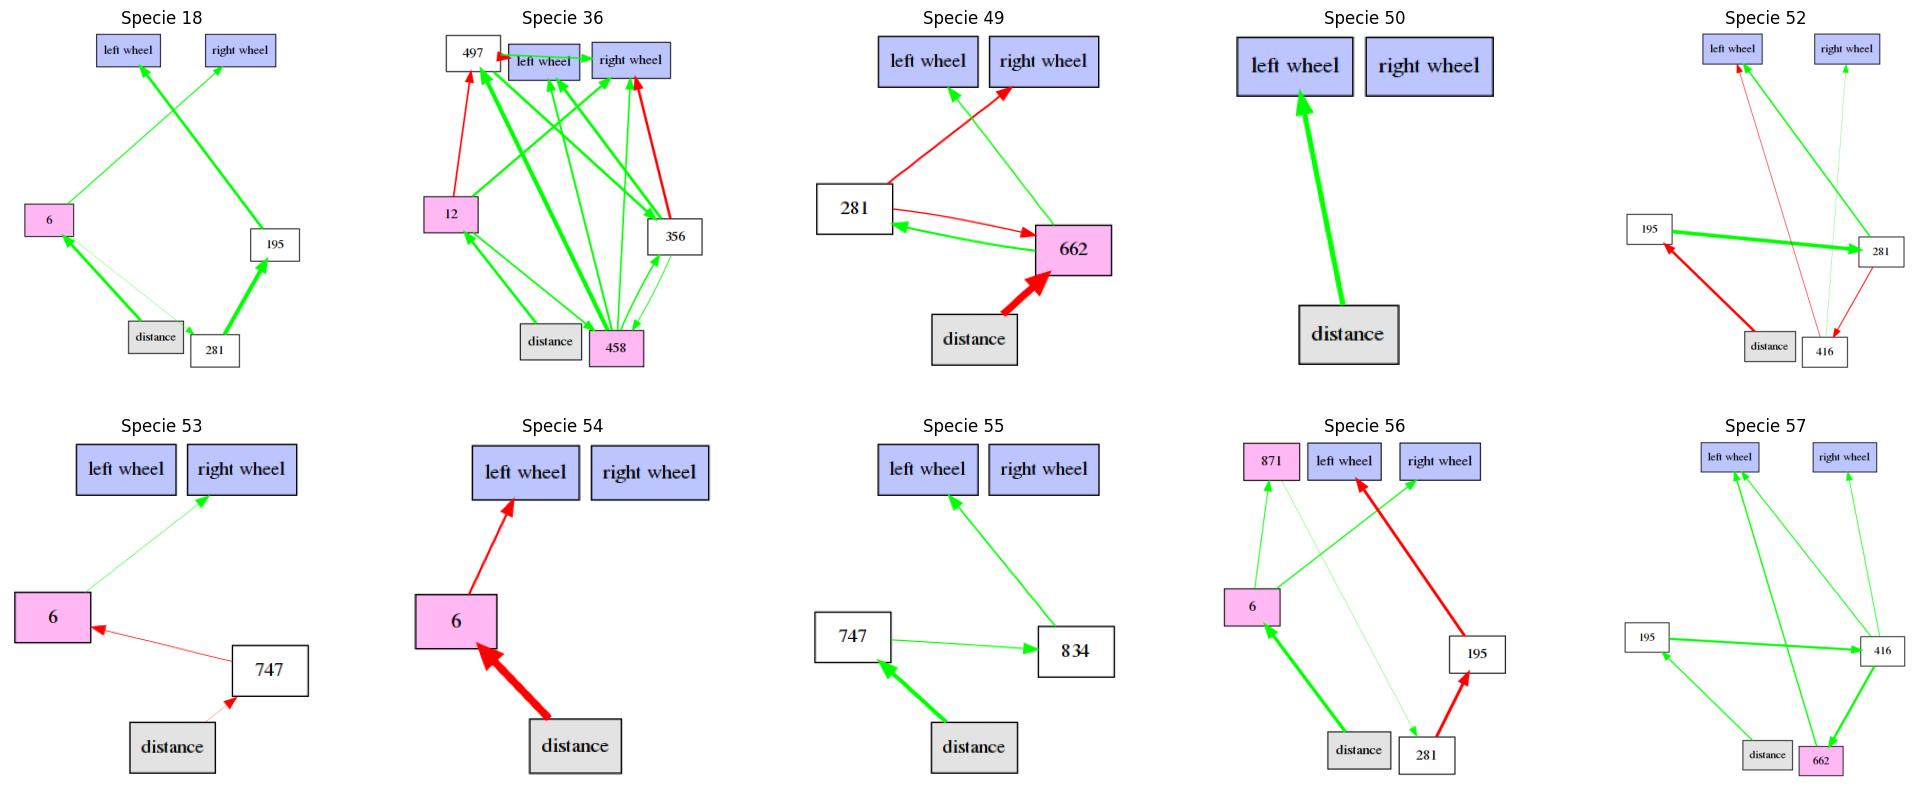 Specie 18
left wheel
right wheel
6
195
distance
281
Specie 36
497
left wheel
right wheel
12
356
distance
458
Specie 49
left wheel
right wheel
281
662
distance
Specie 50
left wheel
right wheel
distance
Specie 52
left wheel
right wheel
195
281
distance
416
Specie 53
left wheel
right wheel
6
747
distance
Specie 54
left wheel
right wheel
6
distance
Specie 55
left wheel
right wheel
747
834
distance
Specie 56
871
left wheel
right wheel
6
195
distance
281
Specie 57
left wheel
right wheel
195
416
distance
662